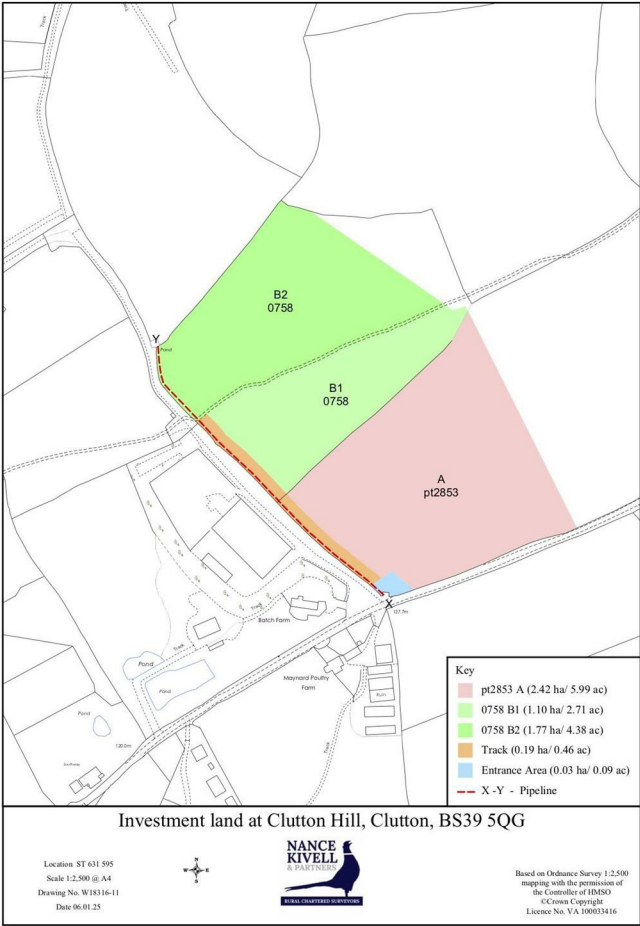 Track
B2
0758
Y
Pond
B1
0758
A
pt2853
X
127.7m
Track
Batch Farm
Track
Pond
Pond
Maynard Poultry
Farm
Pond
120.0m
Track
Key
pt2853 A (2.42 ha/ 5.99 ac)
0758 B1 (1.10 ha/ 2.71 ac)
0758 B2 (1.77 ha/ 4.38 ac)
Track (0.19 ha/ 0.46 ac)
Entrance Area (0.03 ha/ 0.09 ac)
X -Y - Pipeline
Investment land at Clutton Hill, Clutton, BS39 5QG
Location ST 631 595
Scale 1:2,500 @ A4
Drawing No. W18316-11
Date 06.01.25
N
W E
S
NANCE
KIVELL
& PARTNERS
RURAL CHARTERED SURVEYORS
Based on Ordnance Survey 1:2,500
mapping with the permission of
the Controller of HMSO
©Crown Copyright
Licence No. VA 100033416